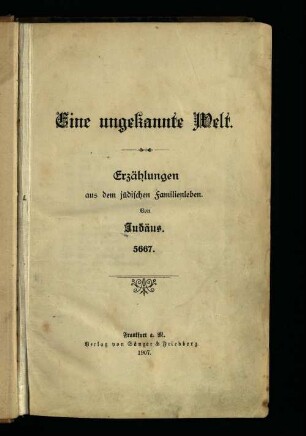 Eine ungekannte Welt.
Erzählungen
aus dem jüdischen Familienleben.
Von
Judäus.
5667.
Frankfurt a. M.
Verlag von Sänger & Friedberg.
1907.